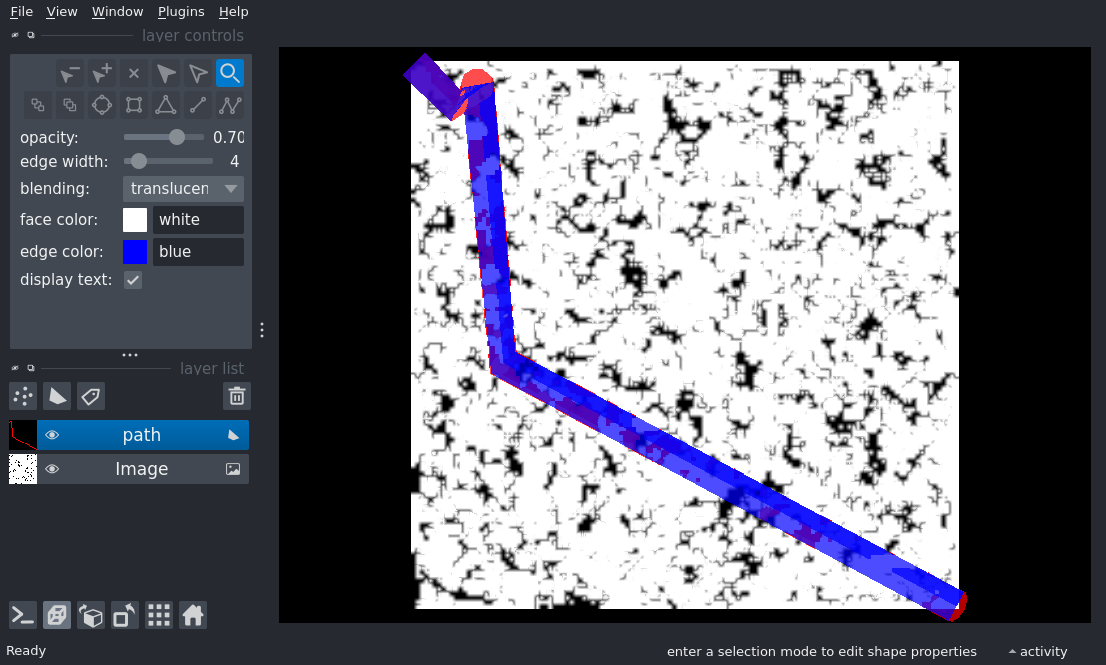 File View Window Plugins Help
layer controls
opacity: 0.70
edge width: 4
blending: translucen
face color: white
edge color: blue
display text:
layer list
path
Image
Ready
enter a selection mode to edit shape properties
activity